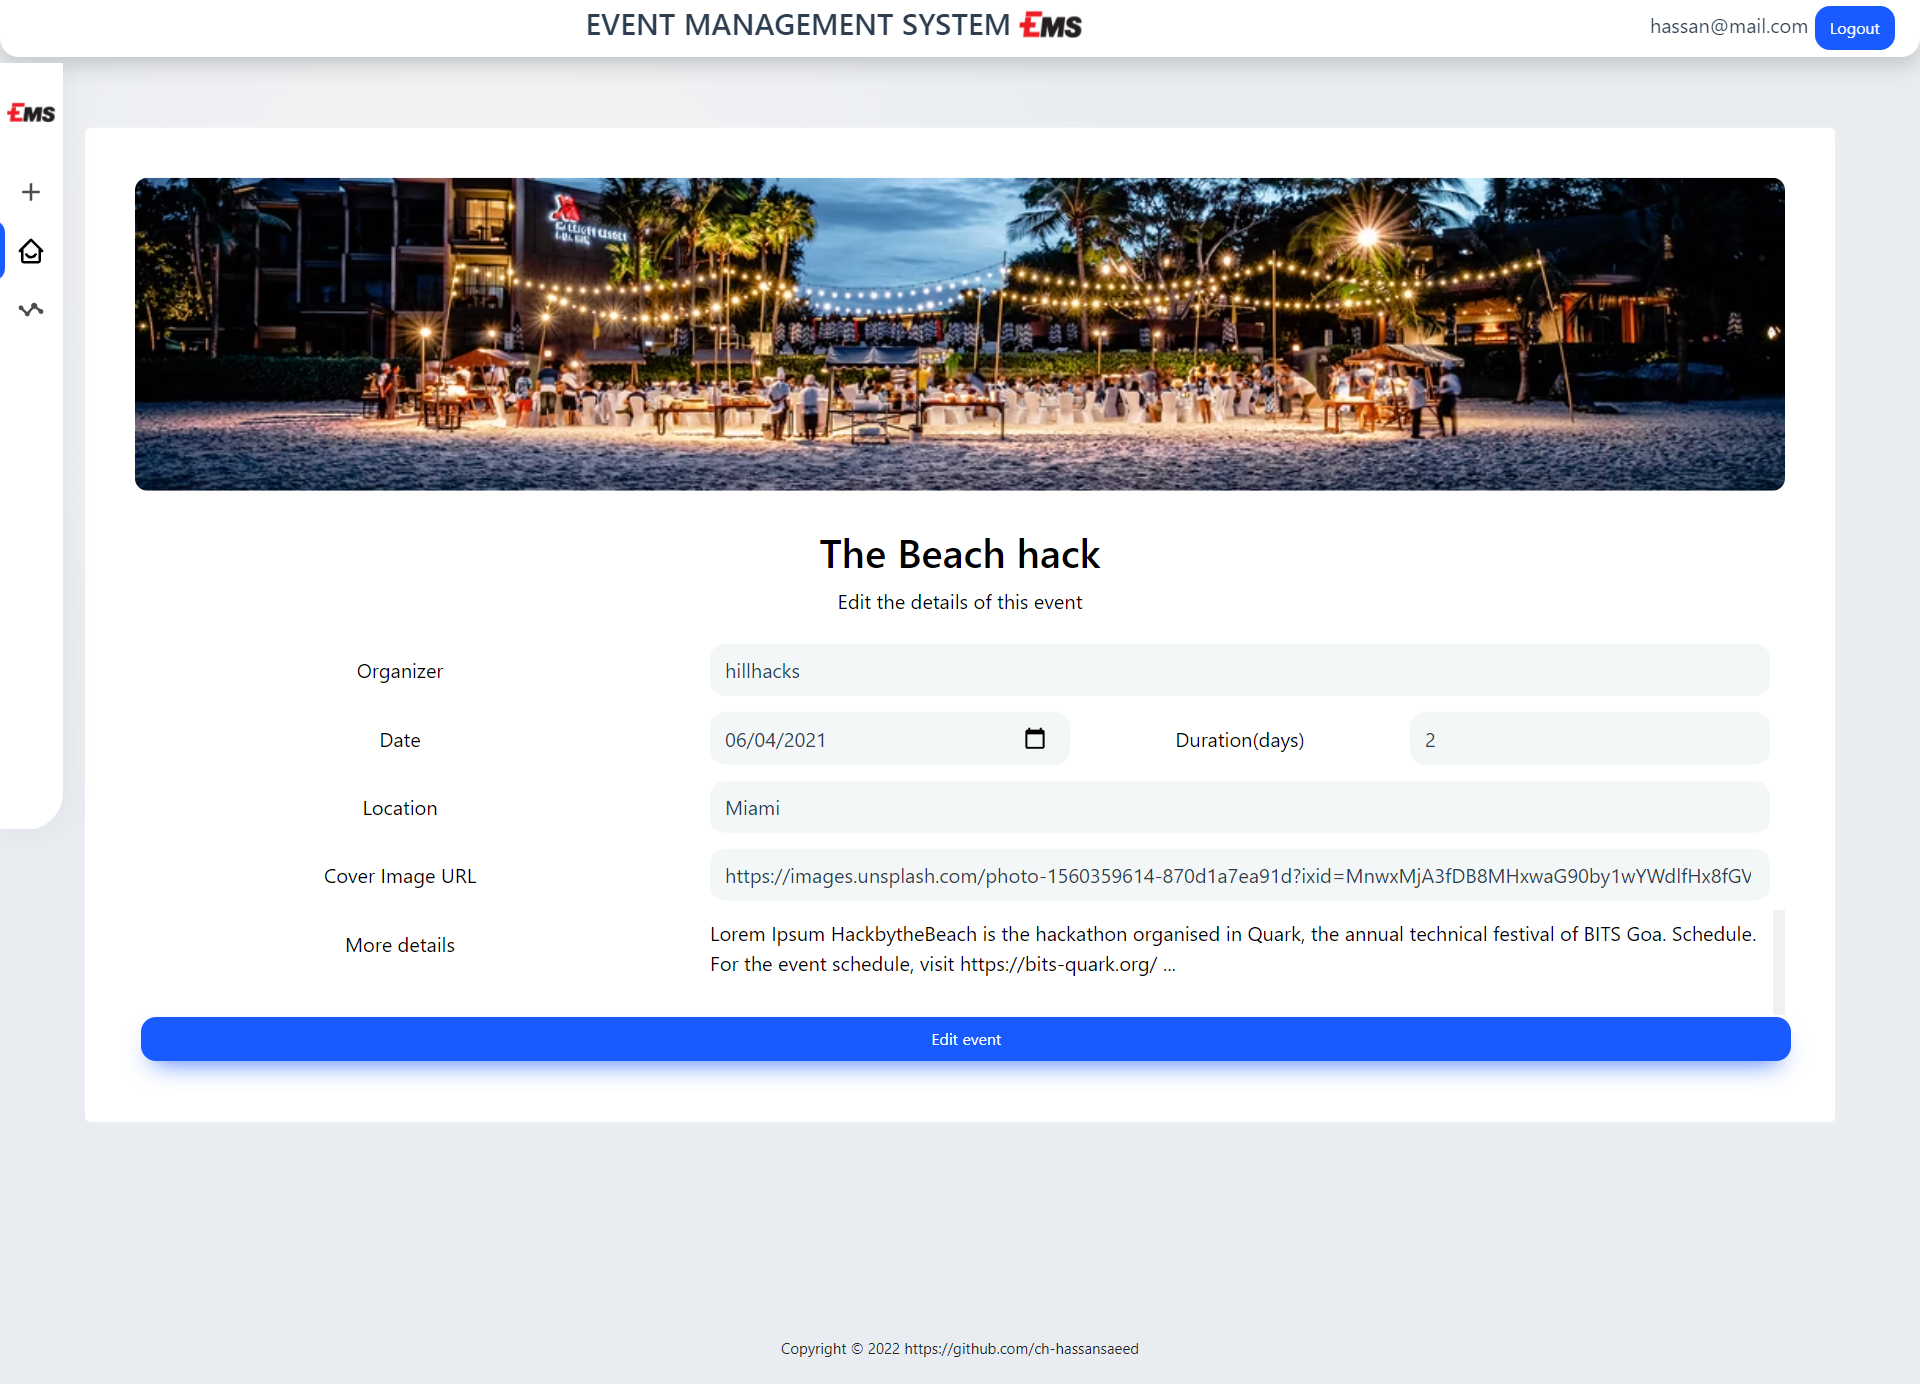 EVENT MANAGEMENT SYSTEM EMS
hassan@mail.com Logout
EMS
The Beach hack
Edit the details of this event
Organizer hillhacks
Date 06/04/2021 Duration(days) 2
Location Miami
Cover Image URL https://images.unsplash.com/photo-1560359614-870d1a7ea91d?ixid=MnwxMjA3fDB8MHxwaG90by1wYWdlfHx8fGV
More details Lorem Ipsum HackbytheBeach is the hackathon organised in Quark, the annual technical festival of BITS Goa. Schedule.
For the event schedule, visit https://bits-quark.org/ ...
Edit event
Copyright © 2022 https://github.com/ch-hassansaeed